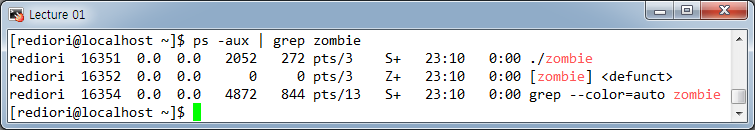 Lecture 01
[rediori@localhost ~]$ ps -aux | grep zombie
rediori  16351  0.0  0.0   2052   272 pts/3    S+   23:10   0:00 ./zombie
rediori  16352  0.0  0.0      0     0 pts/3    Z+   23:10   0:00 [zombie] <defunct>
rediori  16354  0.0  0.0   4872   844 pts/13   S+   23:10   0:00 grep --color=auto zombie
[rediori@localhost ~]$